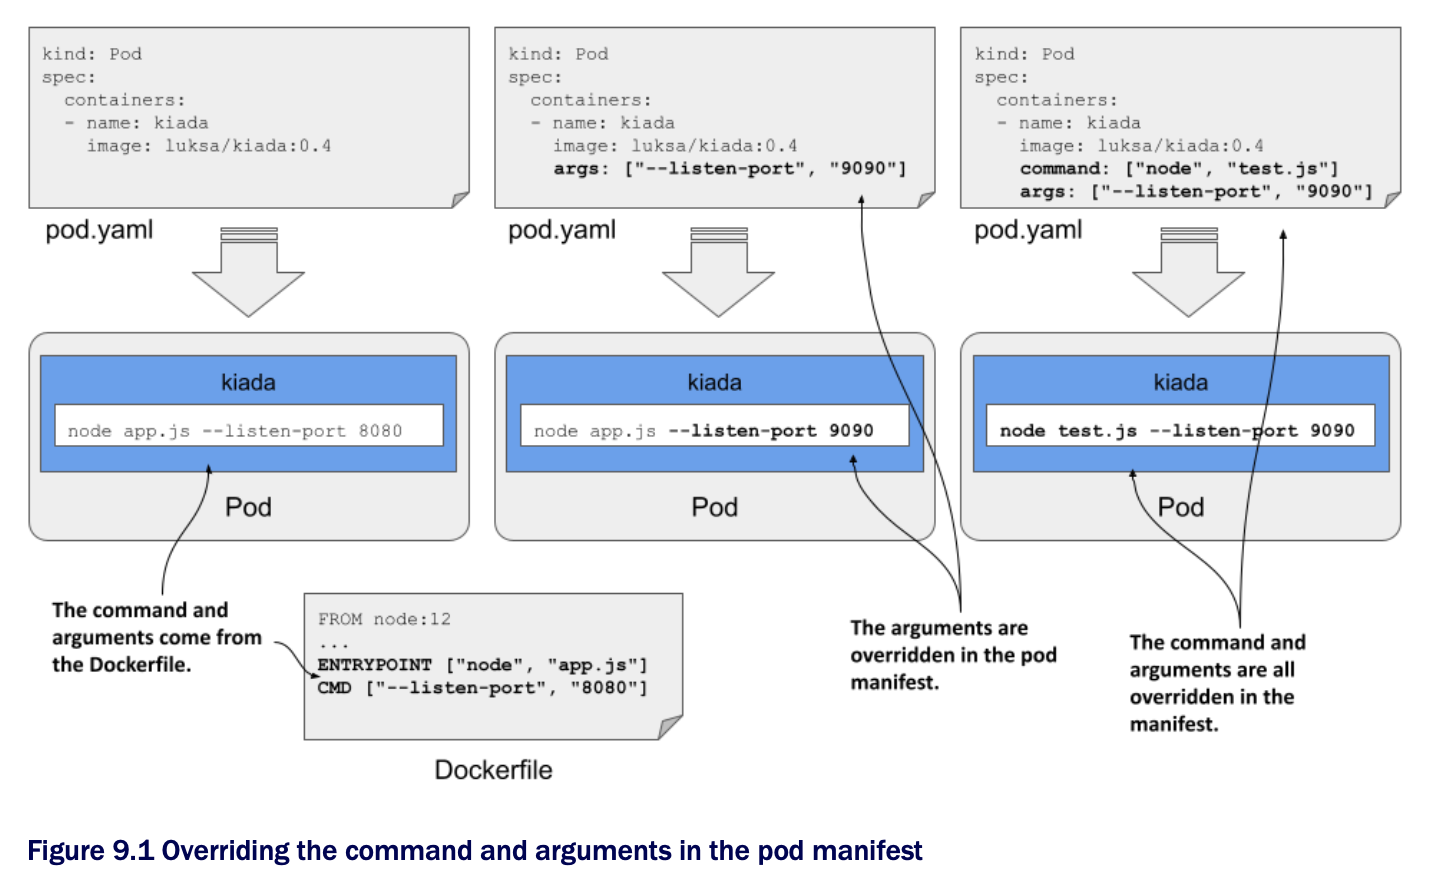 kind: Pod
spec:
  containers:
  - name: kiada
    image: luksa/kiada:0.4
pod.yaml
kind: Pod
spec:
  containers:
  - name: kiada
    image: luksa/kiada:0.4
    args: ["--listen-port", "9090"]
pod.yaml
kind: Pod
spec:
  containers:
  - name: kiada
    image: luksa/kiada:0.4
    command: ["node", "test.js"]
    args: ["--listen-port", "9090"]
pod.yaml
kiada
node app.js --listen-port 8080
Pod
kiada
node app.js --listen-port 9090
Pod
kiada
node test.js --listen-port 9090
Pod
The command and
arguments come from
the Dockerfile.
FROM node:12
...
ENTRYPOINT ["node", "app.js"]
CMD ["--listen-port", "8080"]
Dockerfile
The arguments are
overridden in the pod
manifest.
The command and
arguments are all
overridden in the
manifest.
Figure 9.1 Overriding the command and arguments in the pod manifest